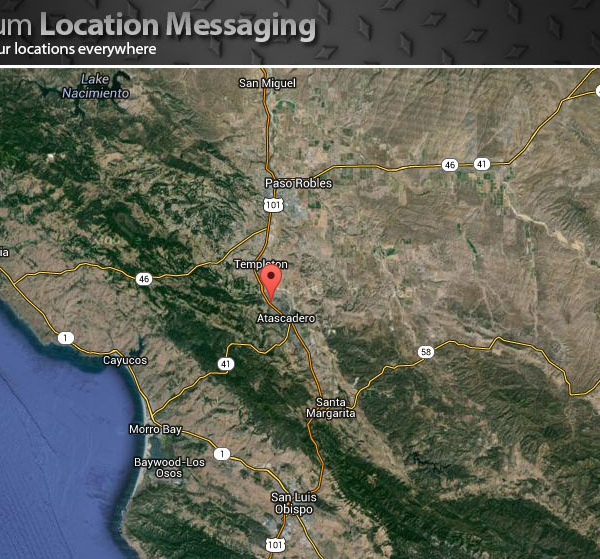 um Location Messaging
ur locations everywhere
Lake
Nacimiento
San Miguel
46
41
Paso Robles
101
ia
Templeton
46
Atascadero
1
58
Cayucos
41
Santa
Margarita
Morro Bay
1
Baywood-Los
Osos
San Luis
Obispo
101